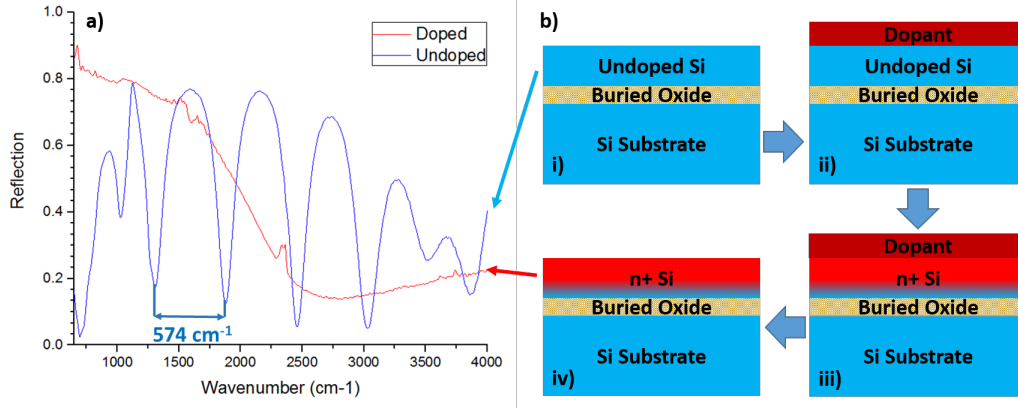 a)
Doped
Undoped
1.0
0.8
0.6
0.4
0.2
0.0
Reflection
574 cm-1
1000
1500
2000
2500
3000
3500
4000
Wavenumber (cm-1)
b)
Undoped Si
Buried Oxide
Si Substrate
i)
Dopant
Undoped Si
Buried Oxide
Si Substrate
ii)
Dopant
n+ Si
Buried Oxide
Si Substrate
iii)
n+ Si
Buried Oxide
Si Substrate
iv)